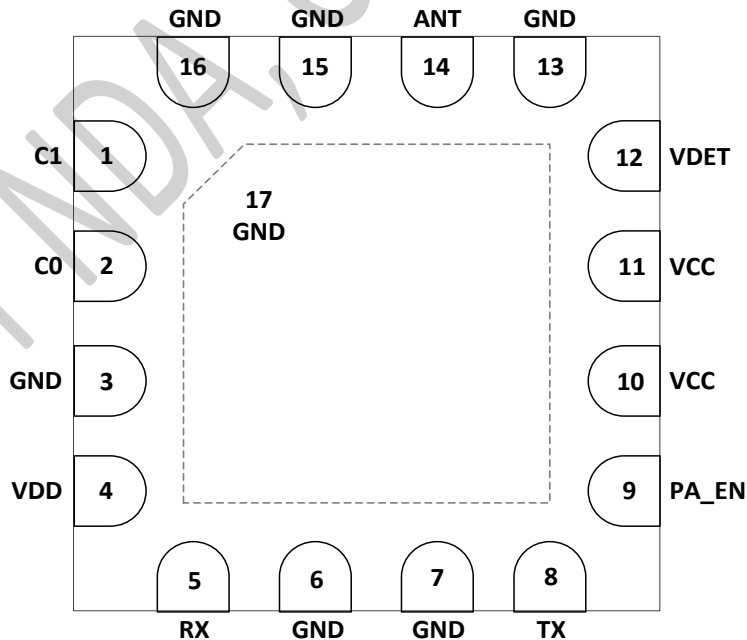 GND GND ANT GND
16 15 14 13
C1 1 12 VDET
17
GND
C0 2 11 VCC
GND 3 10 VCC
VDD 4 9 PA_EN
5 6 7 8
RX GND GND TX
NDA,